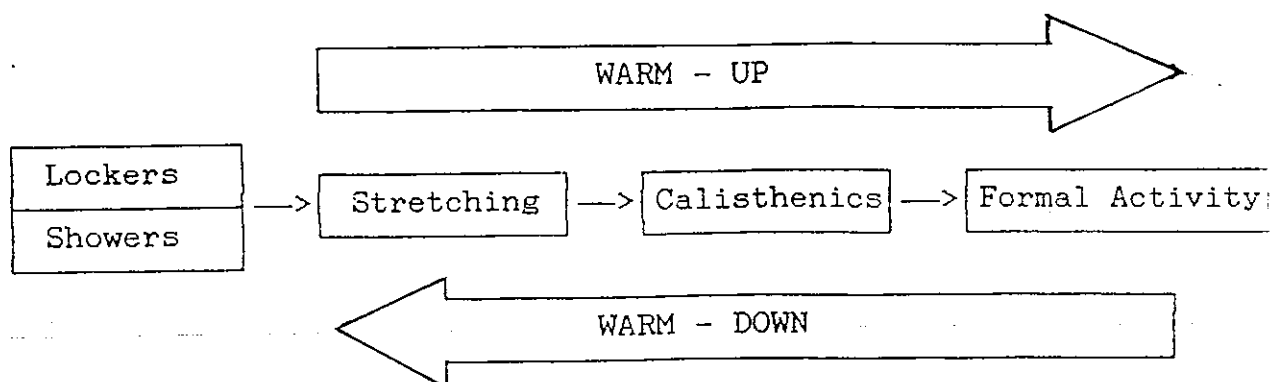 WARM - UP
Lockers
Showers
Stretching
Calisthenics
Formal Activity
WARM - DOWN